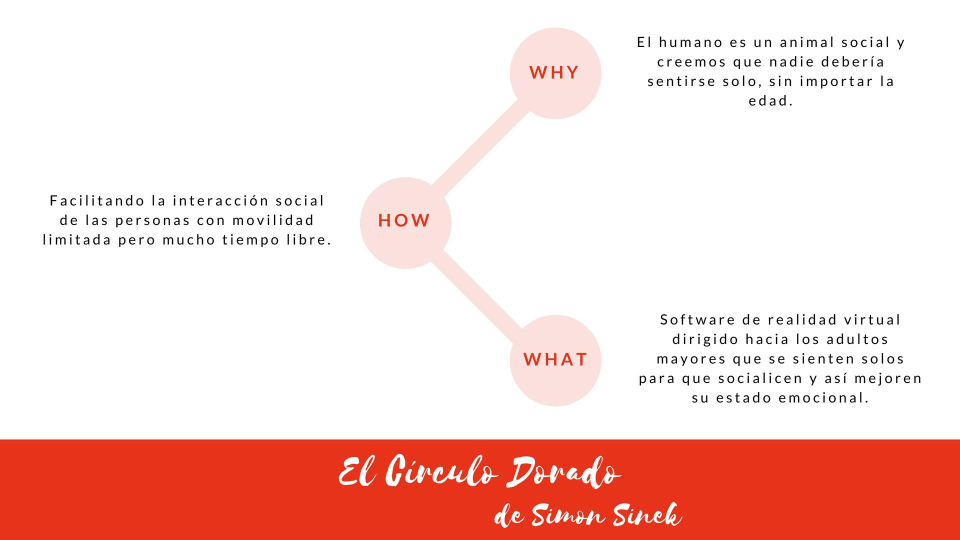 WHY
El humano es un animal social y
creemos que nadie debería
sentirse solo, sin importar la
edad.
HOW
Facilitando la interacción social
de las personas con movilidad
limitada pero mucho tiempo libre.
WHAT
Software de realidad virtual
dirigido hacia los adultos
mayores que se sienten solos
para que socialicen y así mejoren
su estado emocional.
El Círculo Dorado
de Simon Sinek